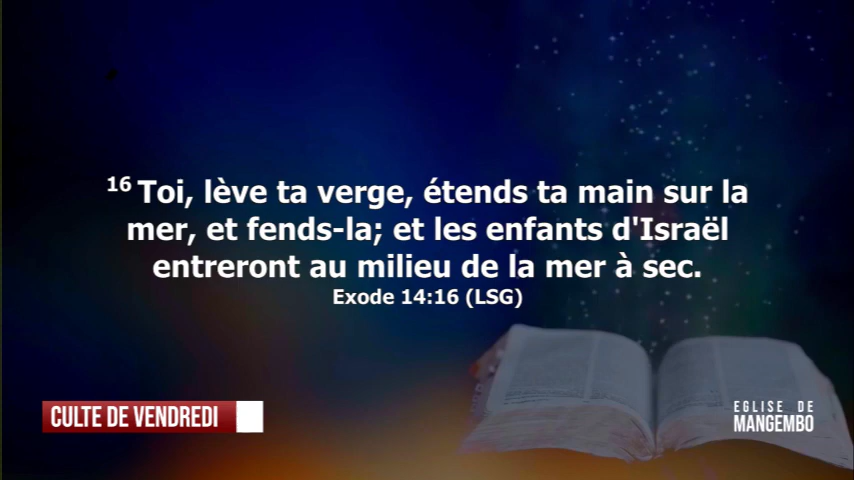 16 Toi, lève ta verge, étends ta main sur la
mer, et fends-la; et les enfants d'Israël
entreront au milieu de la mer à sec.
Exode 14:16 (LSG)
CULTE DE VENDREDI
EGLISE DE
MANGEMBO